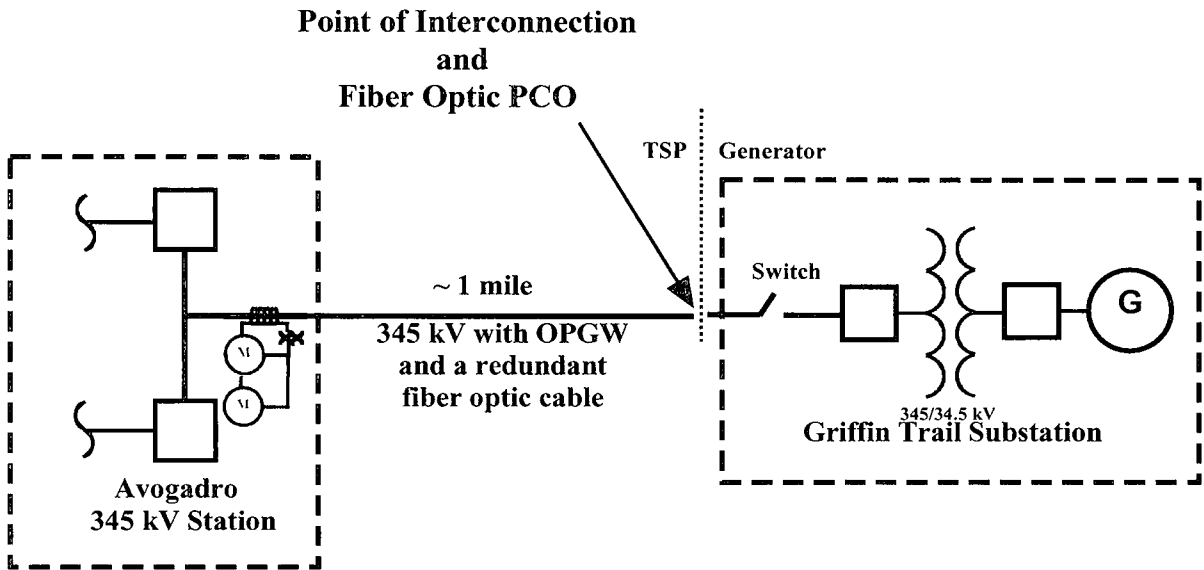 Point of Interconnection
and
Fiber Optic PCO
TSP
Generator
Switch
~ 1 mile
345 kV with OPGW
and a redundant
fiber optic cable
M
M
G
345/34.5 kV
Griffin Trail Substation
Avogadro
345 kV Station